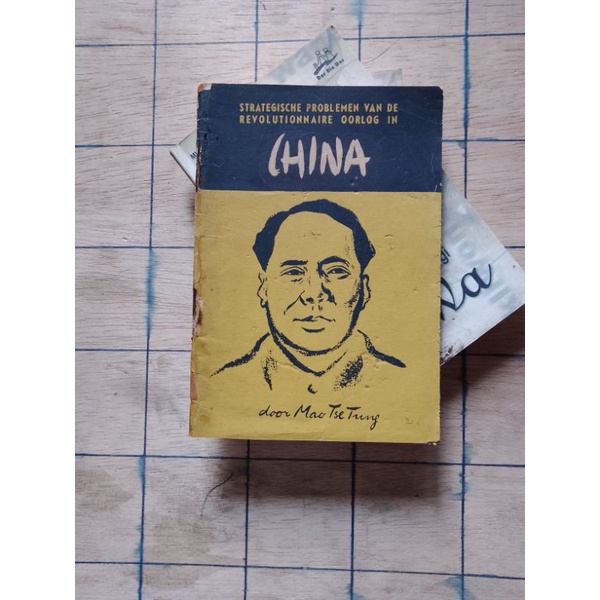 STRATEGISCHE PROBLEMEN VAN DE
REVOLUTIONNAIRE OORLOG IN
CHINA
door Mao Tse Tung